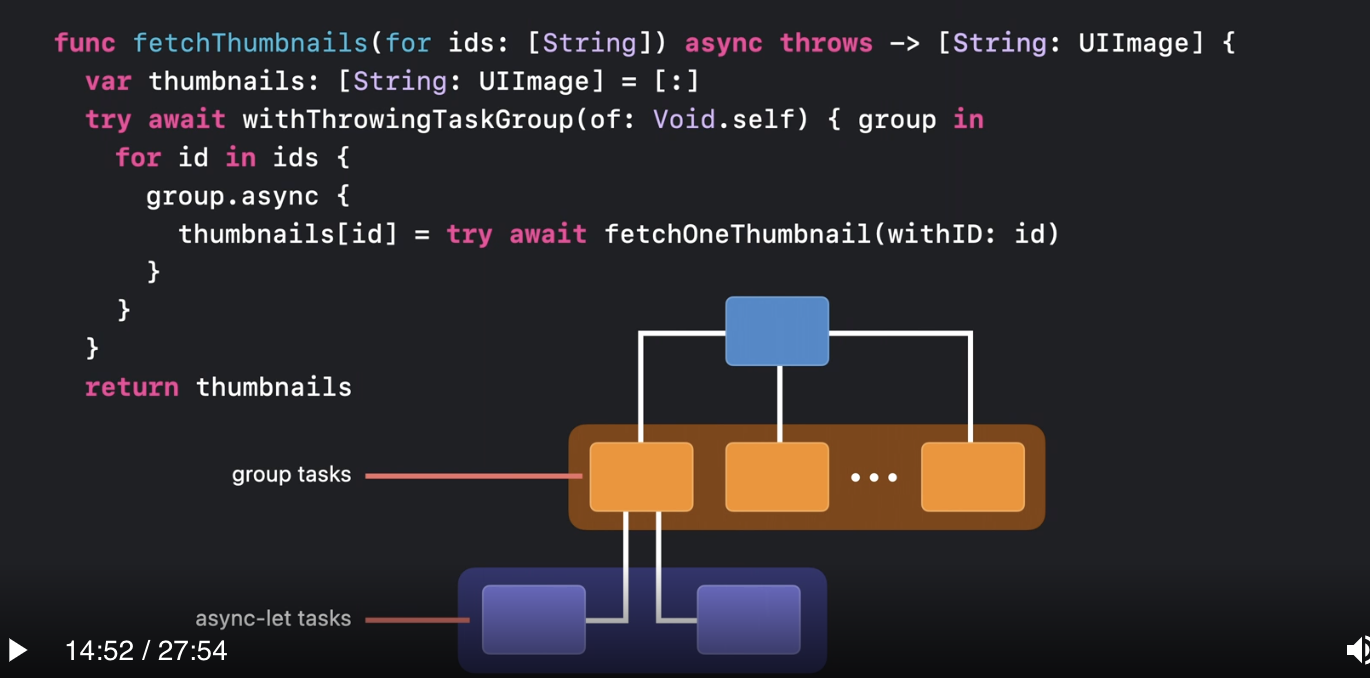 func fetchThumbnails(for ids: [String]) async throws -> [String: UIImage] {
var thumbnails: [String: UIImage] = [:]
try await withThrowingTaskGroup(of: Void.self) { group in
for id in ids {
group.async {
thumbnails[id] = try await fetchOneThumbnail(withID: id)
}
}
}
return thumbnails
group tasks
async-let tasks
14:52 / 27:54